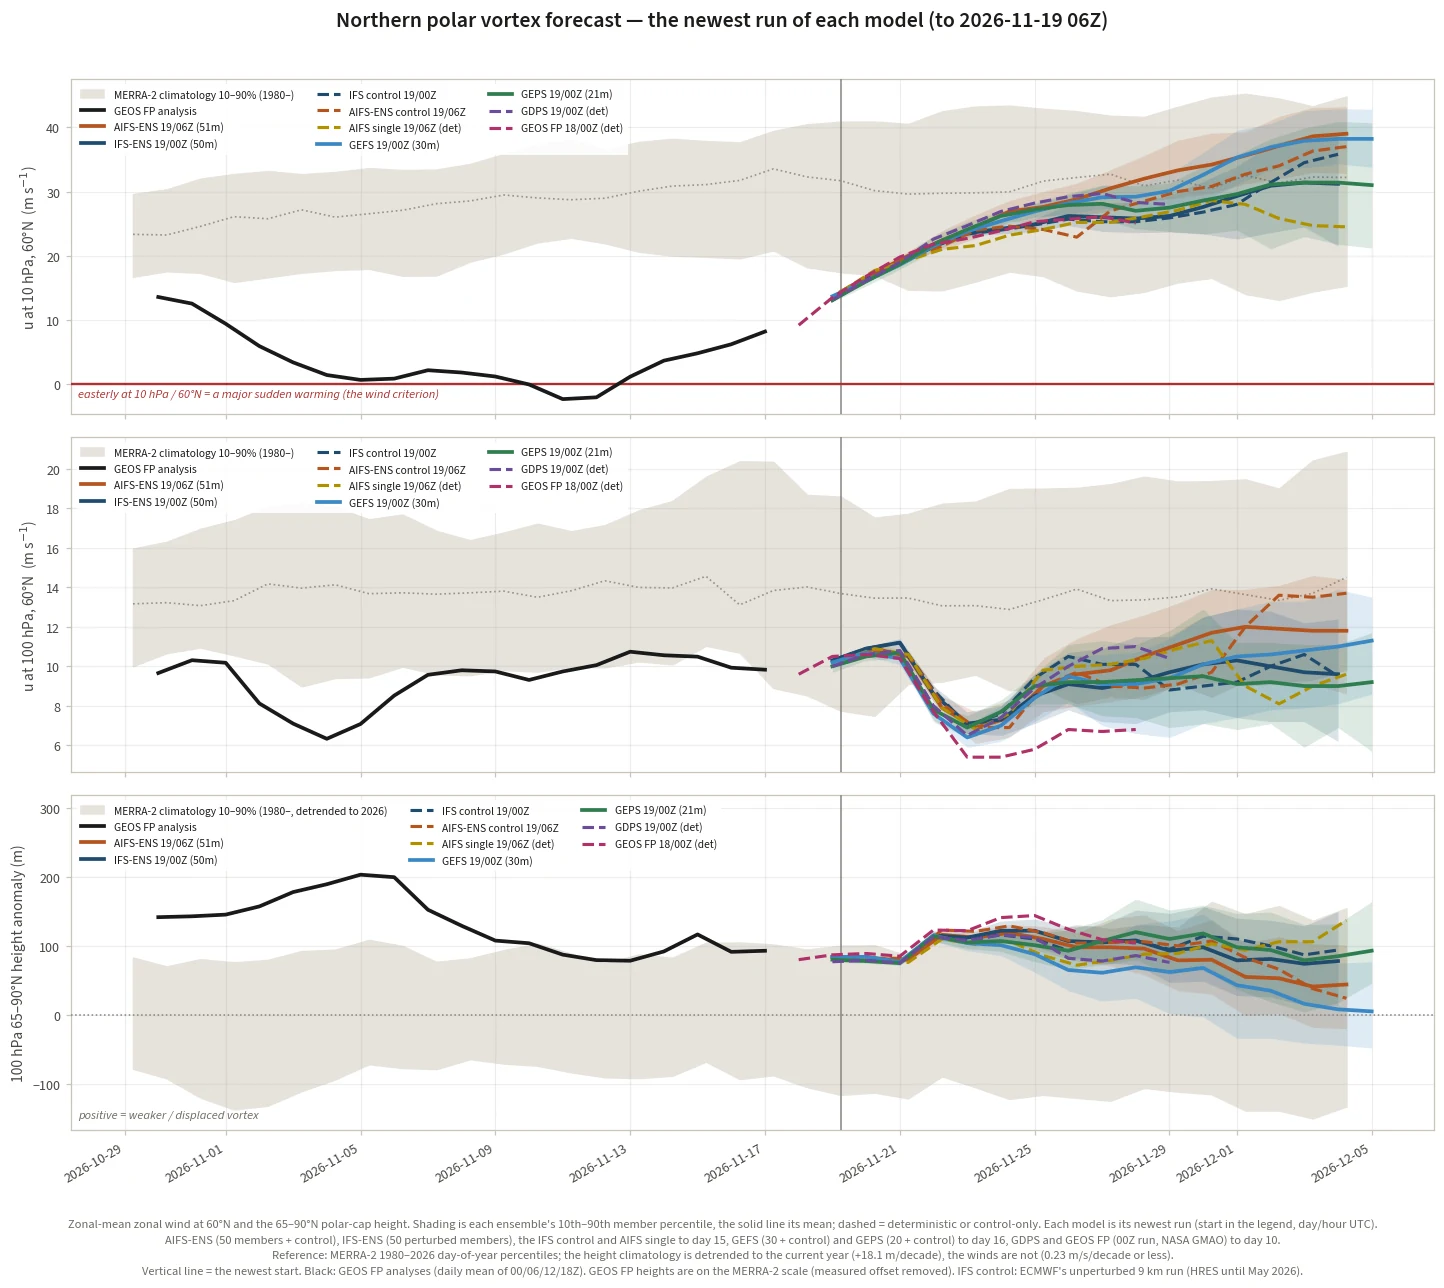 Northern polar vortex forecast — the newest run of each model (to 2026-11-19 06Z)
MERRA-2 climatology 10–90% (1980–)
GEOS FP analysis
AIFS-ENS 19/06Z (51m)
IFS-ENS 19/00Z (50m)
IFS control 19/00Z
AIFS-ENS control 19/06Z
AIFS single 19/06Z (det)
GEFS 19/00Z (30m)
GEPS 19/00Z (21m)
GDPS 19/00Z (det)
GEOS FP 18/00Z (det)
u at 10 hPa, 60°N (m s⁻¹)
40
30
20
10
0
easterly at 10 hPa / 60°N = a major sudden warming (the wind criterion)
MERRA-2 climatology 10–90% (1980–)
GEOS FP analysis
AIFS-ENS 19/06Z (51m)
IFS-ENS 19/00Z (50m)
IFS control 19/00Z
AIFS-ENS control 19/06Z
AIFS single 19/06Z (det)
GEFS 19/00Z (30m)
GEPS 19/00Z (21m)
GDPS 19/00Z (det)
GEOS FP 18/00Z (det)
u at 100 hPa, 60°N (m s⁻¹)
20
18
16
14
12
10
8
6
MERRA-2 climatology 10–90% (1980–, detrended to 2026)
GEOS FP analysis
AIFS-ENS 19/06Z (51m)
IFS-ENS 19/00Z (50m)
IFS control 19/00Z
AIFS-ENS control 19/06Z
AIFS single 19/06Z (det)
GEFS 19/00Z (30m)
GEPS 19/00Z (21m)
GDPS 19/00Z (det)
GEOS FP 18/00Z (det)
100 hPa 65–90°N height anomaly (m)
300
200
100
0
−100
positive = weaker / displaced vortex
2026-10-29
2026-11-01
2026-11-05
2026-11-09
2026-11-13
2026-11-17
2026-11-21
2026-11-25
2026-11-29
2026-12-01
2026-12-05
Zonal-mean zonal wind at 60°N and the 65–90°N polar-cap height. Shading is each ensemble's 10th–90th member percentile, the solid line its mean; dashed = deterministic or control-only. Each model is its newest run (start in the legend, day/hour UTC).
AIFS-ENS (50 members + control), IFS-ENS (50 perturbed members), the IFS control and AIFS single to day 15, GEFS (30 + control) and GEPS (20 + control) to day 16, GDPS and GEOS FP (00Z run, NASA GMAO) to day 10.
Reference: MERRA-2 1980–2026 day-of-year percentiles; the height climatology is detrended to the current year (+18.1 m/decade), the winds are not (0.23 m/s/decade or less).
Vertical line = the newest start. Black: GEOS FP analyses (daily mean of 00/06/12/18Z). GEOS FP heights are on the MERRA-2 scale (measured offset removed). IFS control: ECMWF's unperturbed 9 km run (HRES until May 2026).